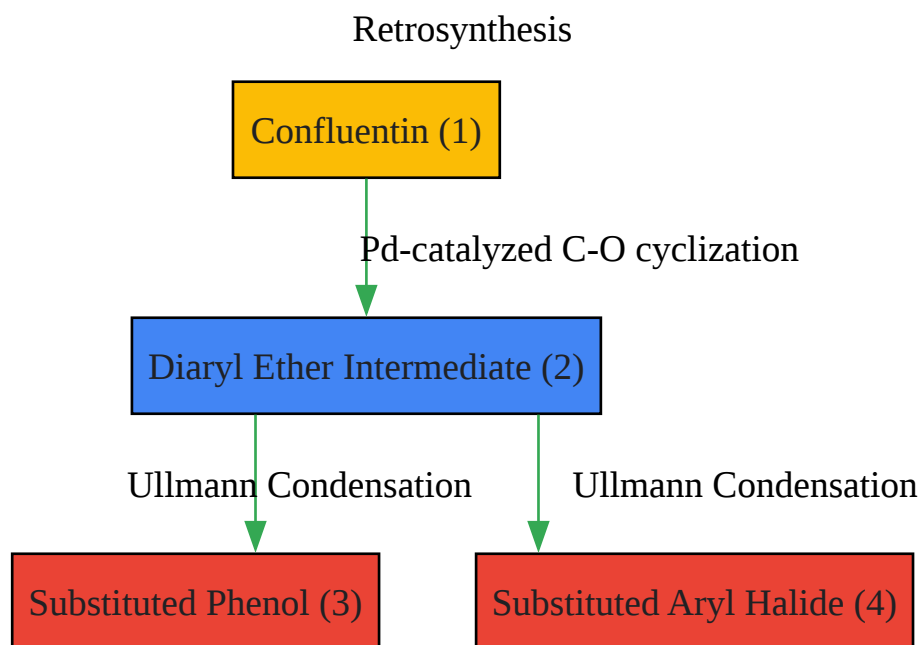 Retrosynthesis
Confluentin (1)
Pd-catalyzed C-O cyclization
Diaryl Ether Intermediate (2)
Ullmann Condensation
Ullmann Condensation
Substituted Phenol (3)
Substituted Aryl Halide (4)